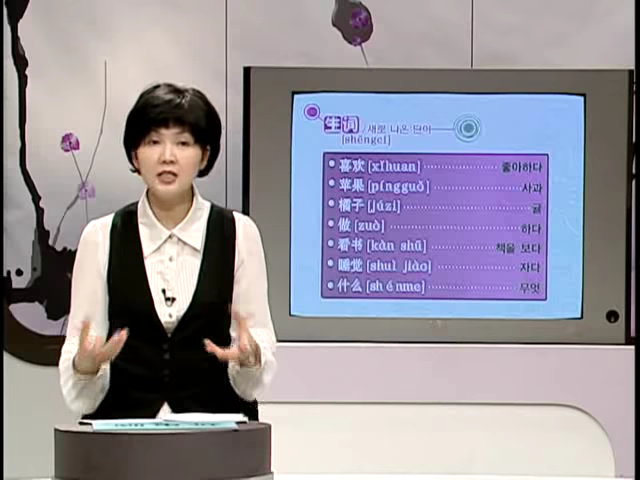 生词 / 새로 나온 단어
[shēngcí]
喜欢 [xǐhuan] 좋아하다
苹果 [píngguǒ] 사과
橘子 [júzi] 귤
做 [zuò] 하다
看书 [kàn shū] 책을 보다
睡觉 [shuì jiào] 자다
什么 [shénme] 무엇